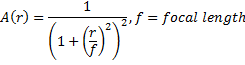 A(r) = 1 / (1 + (r/f)^2)^2, f = focal length